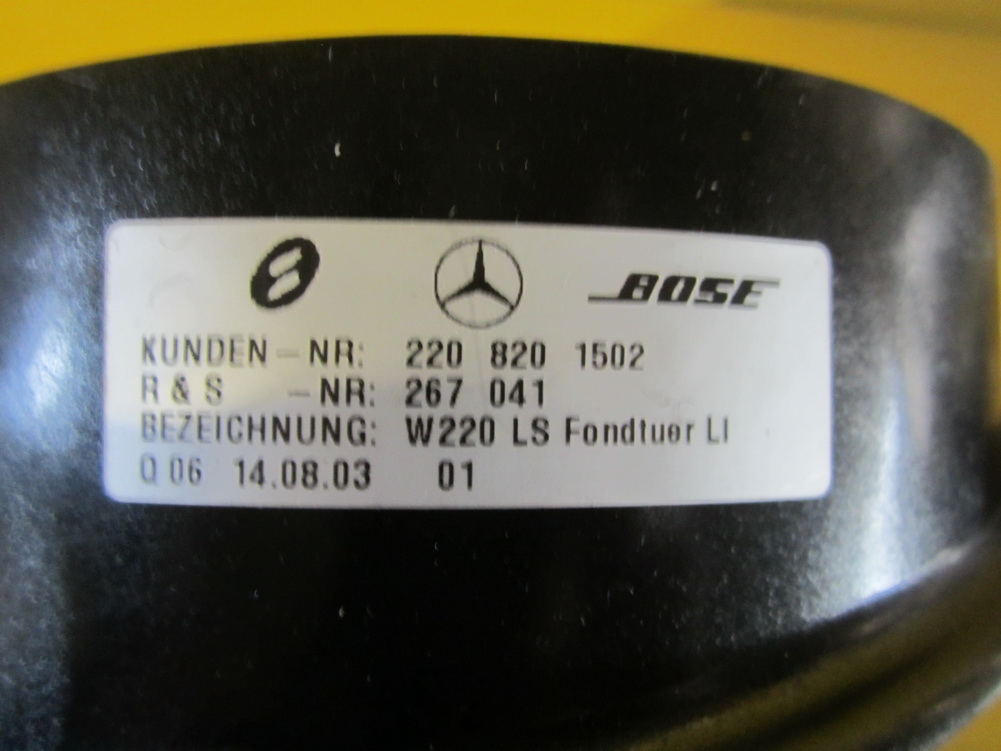 BOSE
KUNDEN - NR: 220 820 1502
R & S - NR: 267 041
BEZEICHNUNG: W220 LS Fondtuer LI
Q 06 14.08.03 01